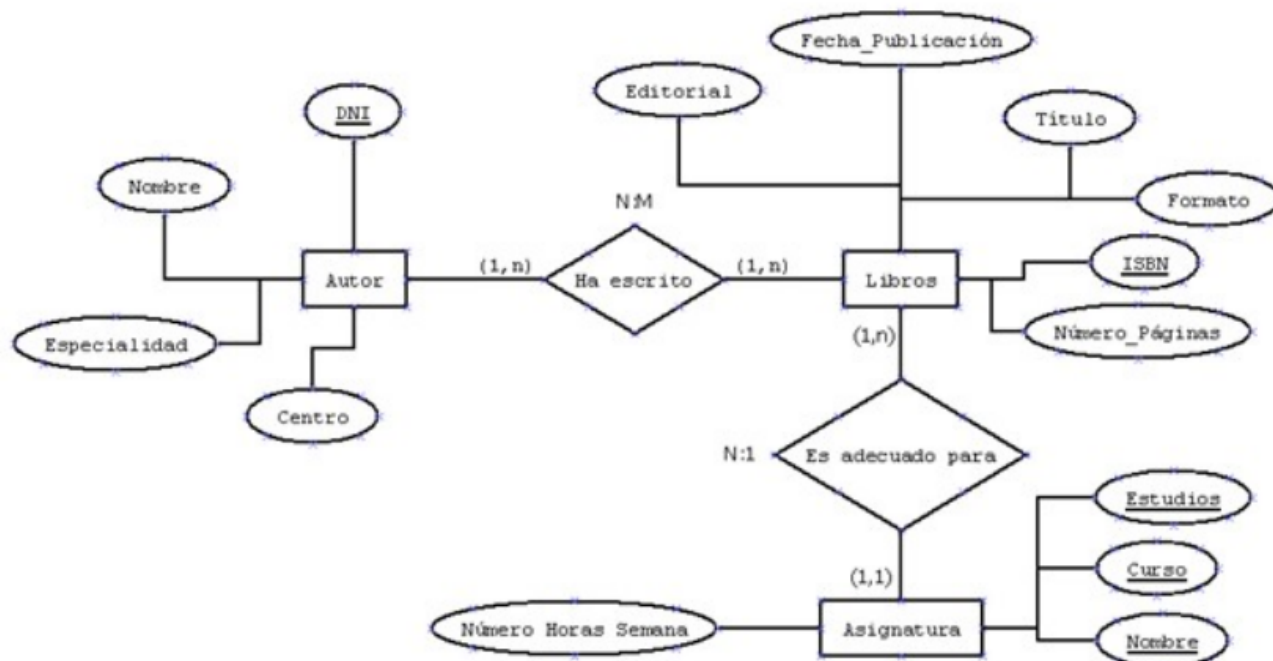 Fecha_Publicación
Editorial
Título
DNI
Nombre
Formato
N:M
Autor
(1,n)
Ha escrito
(1,n)
Libros
ISBN
Especialidad
(1,n)
Número_Páginas
Centro
N:1
Es adecuado para
Estudios
Curso
(1,1)
Número Horas Semana
Asignatura
Nombre